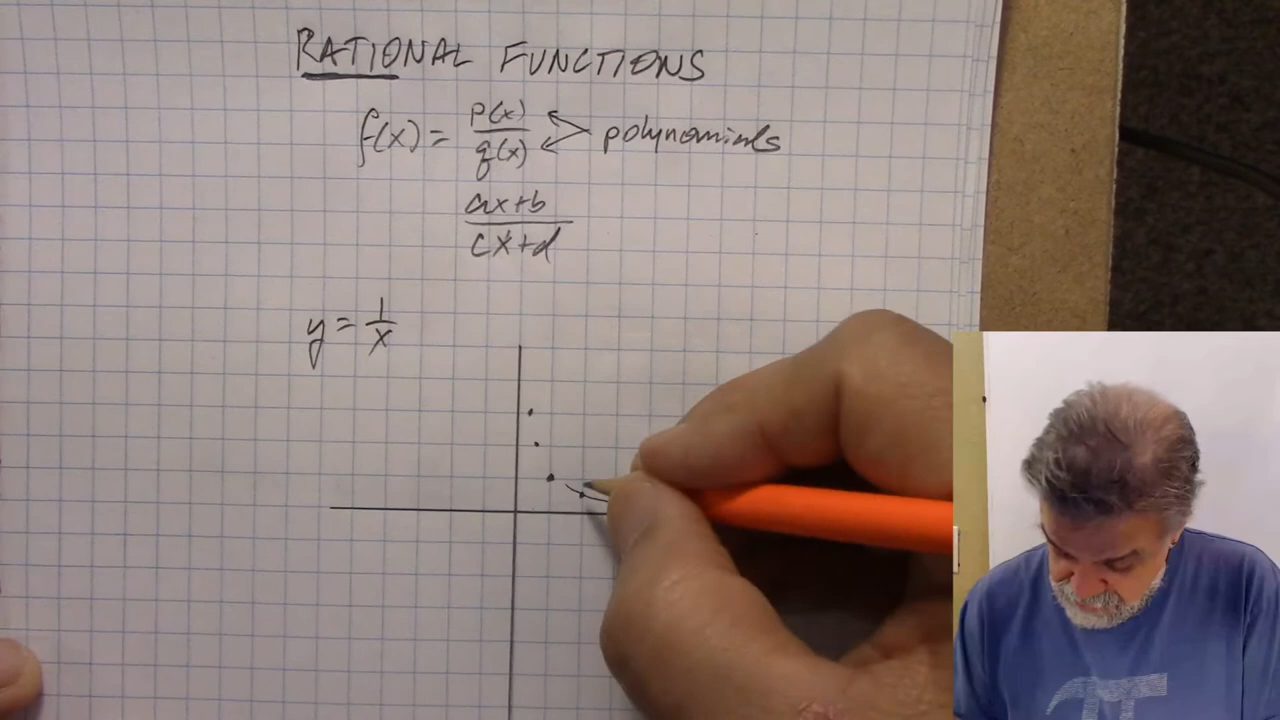 RATIONAL FUNCTIONS
f(x) = p(x)/q(x) polynomials
ax+b
cx+d
y = 1/x